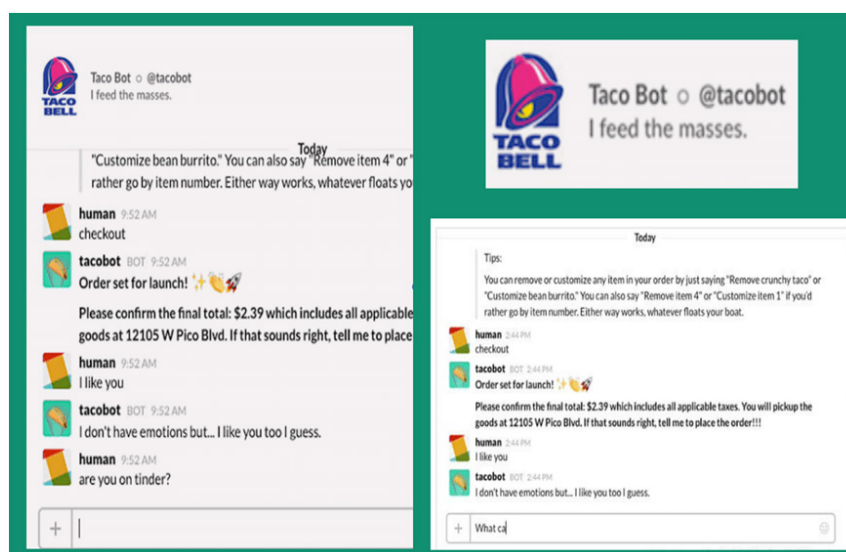 TACO
BELL
Taco Bot @tacobot
I feed the masses.
Today
"Customize bean burrito." You can also say "Remove item 4" or "
rather go by item number. Either way works, whatever floats yo
human 9:52 AM
checkout
tacobot BOT 9:52 AM
Order set for launch! ✨👏🚀
Please confirm the final total: $2.39 which includes all applicable
goods at 12105 W Pico Blvd. If that sounds right, tell me to place
human 9:52 AM
I like you
tacobot BOT 9:52 AM
I don't have emotions but... I like you too I guess.
human 9:52 AM
are you on tinder?
TACO
BELL
Taco Bot @tacobot
I feed the masses.
Today
Tips:
You can remove or customize any item in your order by just saying "Remove crunchy taco" or
"Customize bean burrito." You can also say "Remove item 4" or "Customize item 1" if you'd
rather go by item number. Either way works, whatever floats your boat.
human 2:44 PM
checkout
tacobot BOT 2:44 PM
Order set for launch! ✨👏🚀
Please confirm the final total: $2.39 which includes all applicable taxes. You will pickup the
goods at 12105 W Pico Blvd. If that sounds right, tell me to place the order!!!
human 2:44 PM
I like you
tacobot BOT 2:44 PM
I don't have emotions but... I like you too I guess.
What ca